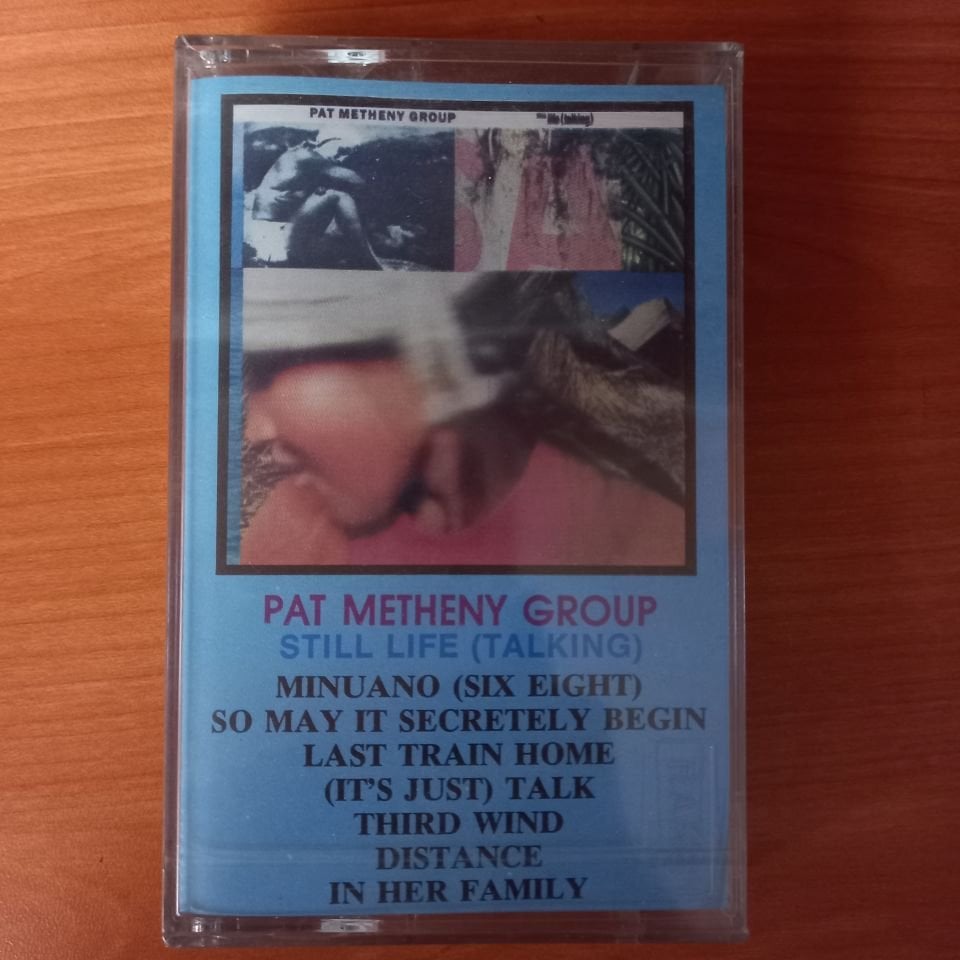 PAT METHENY GROUP
(talking)
PAT METHENY GROUP
STILL LIFE (TALKING)
MINUANO (SIX EIGHT)
SO MAY IT SECRETELY BEGIN
LAST TRAIN HOME
(IT'S JUST) TALK
THIRD WIND
DISTANCE
IN HER FAMILY